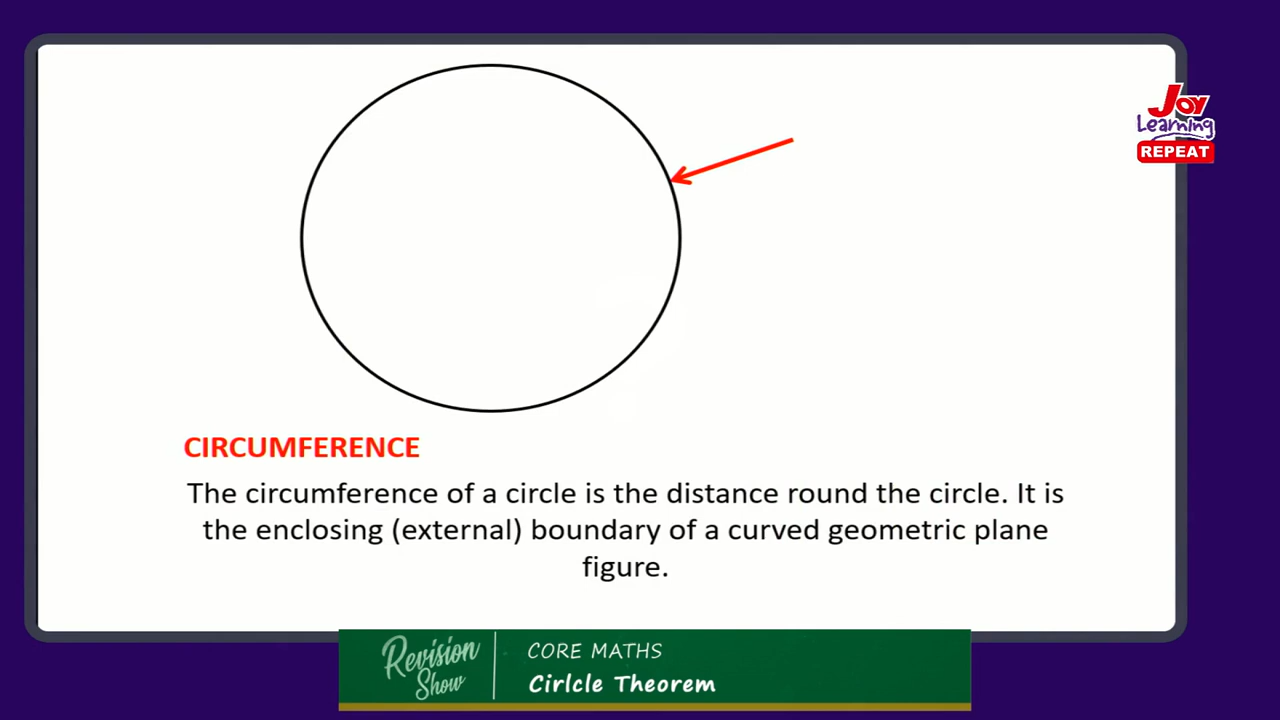 Joy
Learning
REPEAT
CIRCUMFERENCE
The circumference of a circle is the distance round the circle. It is
the enclosing (external) boundary of a curved geometric plane
figure.
Revision
Show
CORE MATHS
Cirlcle Theorem